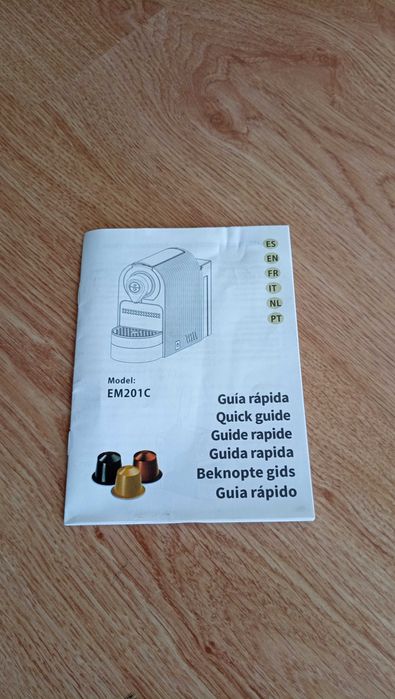 ES
EN
FR
IT
NL
PT
Model:
EM201C
Guía rápida
Quick guide
Guide rapide
Guida rapida
Beknopte gids
Guia rápido